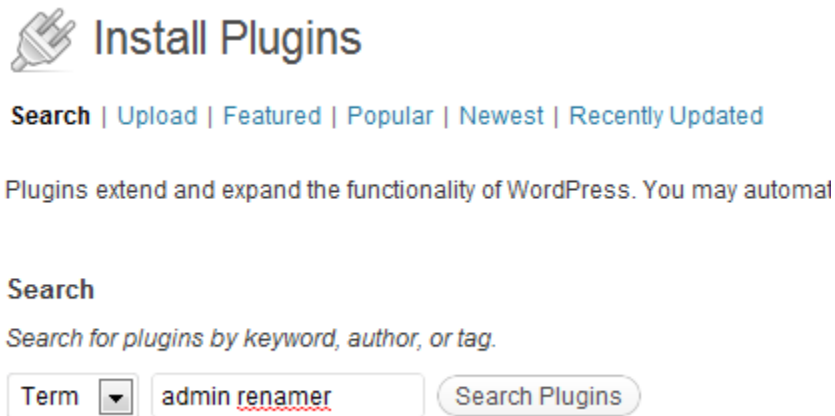 Install Plugins
Search | Upload | Featured | Popular | Newest | Recently Updated
Plugins extend and expand the functionality of WordPress. You may automat
Search
Search for plugins by keyword, author, or tag.
Term admin renamer Search Plugins